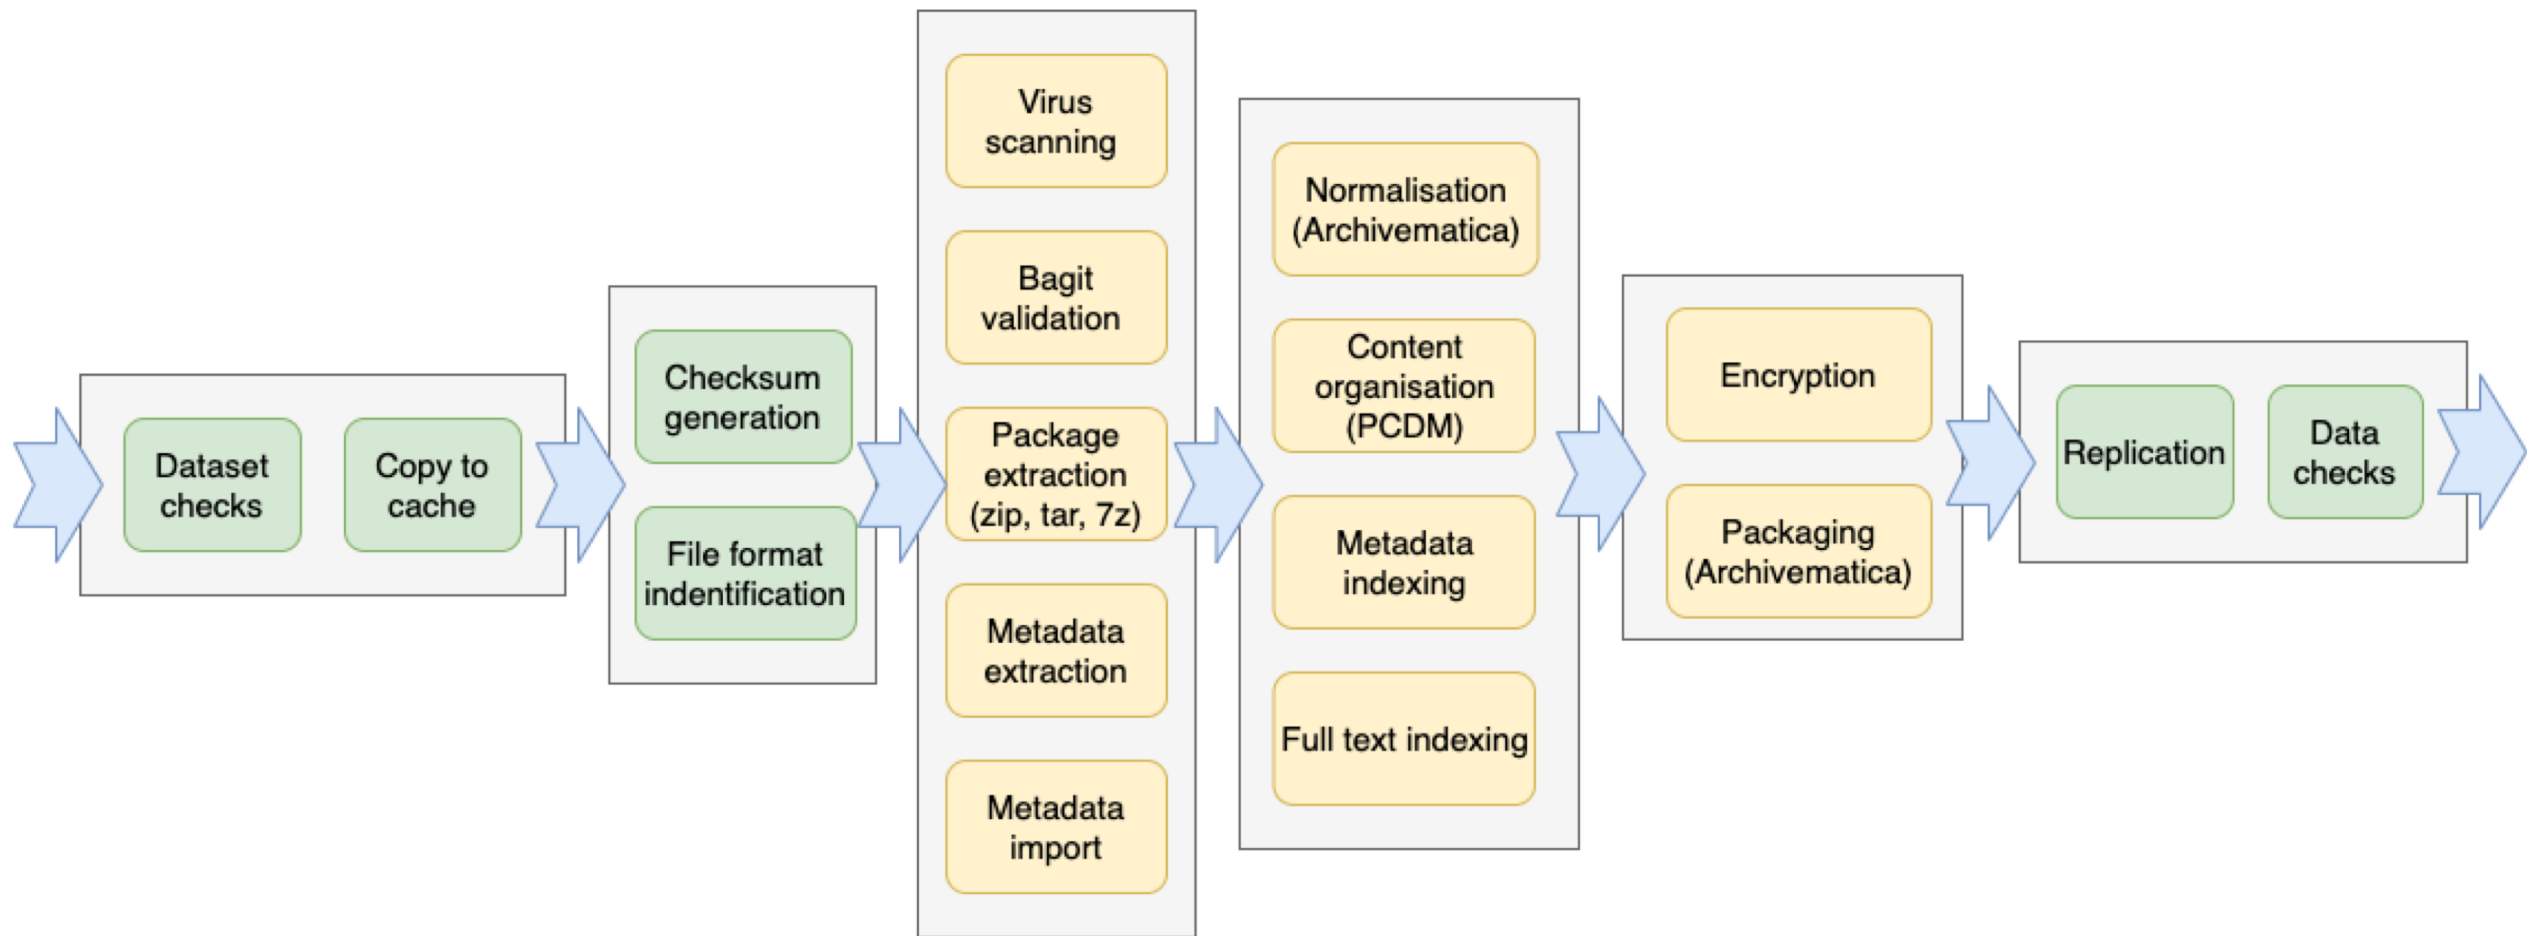 Dataset
checks
Copy to
cache
Checksum
generation
File format
indentification
Virus
scanning
Bagit
validation
Package
extraction
(zip, tar, 7z)
Metadata
extraction
Metadata
import
Normalisation
(Archivematica)
Content
organisation
(PCDM)
Metadata
indexing
Full text indexing
Encryption
Packaging
(Archivematica)
Replication
Data
checks